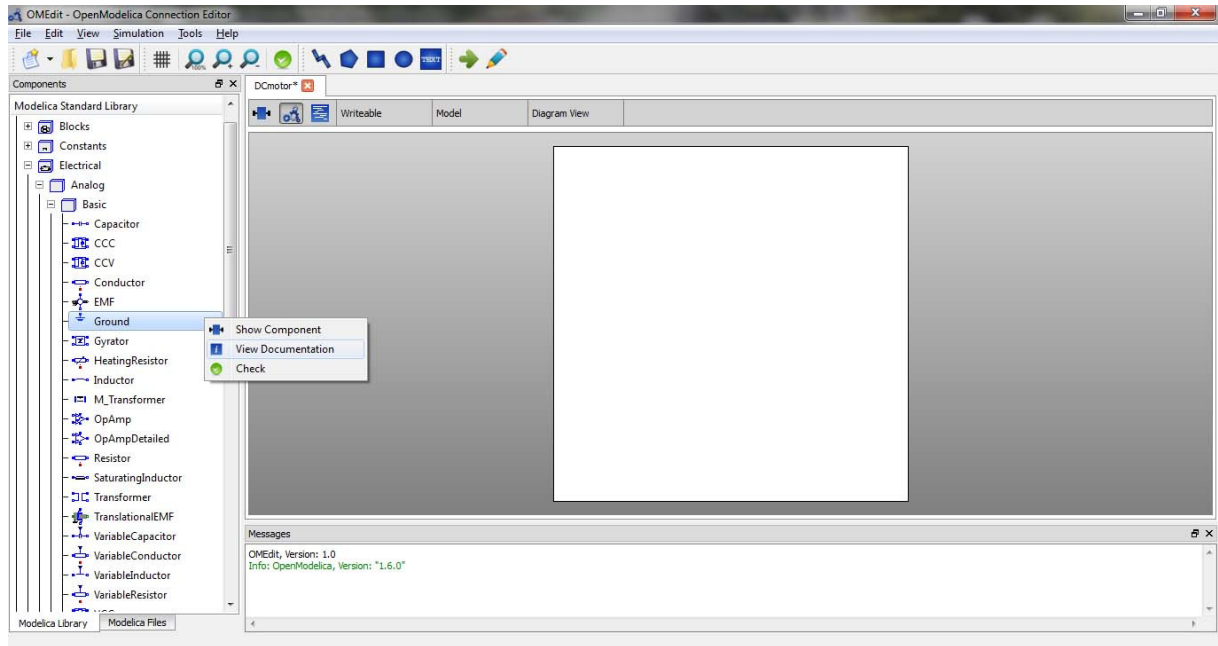 OMEdit - OpenModelica Connection Editor
File Edit View Simulation Tools Help
100%
TEXT
Components
DCmotor*
Modelica Standard Library
Writeable Model Diagram View
Blocks
Constants
Electrical
Analog
Basic
Capacitor
CCC
CCV
Conductor
EMF
Ground
Show Component
Gyrator
View Documentation
HeatingResistor
Check
Inductor
M_Transformer
OpAmp
OpAmpDetailed
Resistor
SaturatingInductor
Transformer
TranslationalEMF
VariableCapacitor
Messages
VariableConductor
OMEdit, Version: 1.0
Info: OpenModelica, Version: "1.6.0"
VariableInductor
VariableResistor
Modelica Library Modelica Files